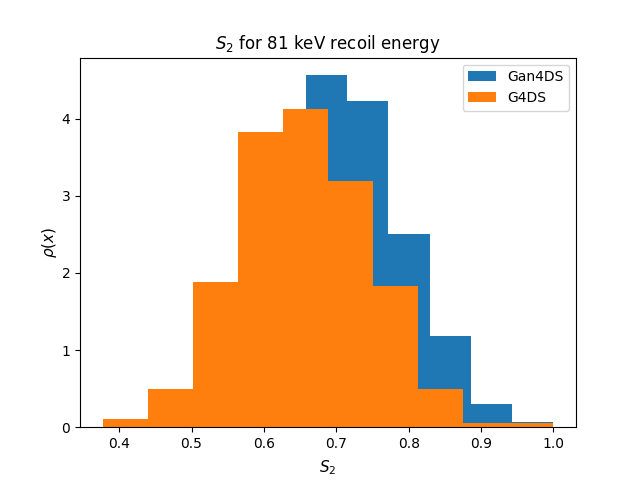 S₂ for 81 keV recoil energy
Gan4DS
G4DS
ρ(x)
4
3
2
1
0
0.4 0.5 0.6 0.7 0.8 0.9 1.0
S₂